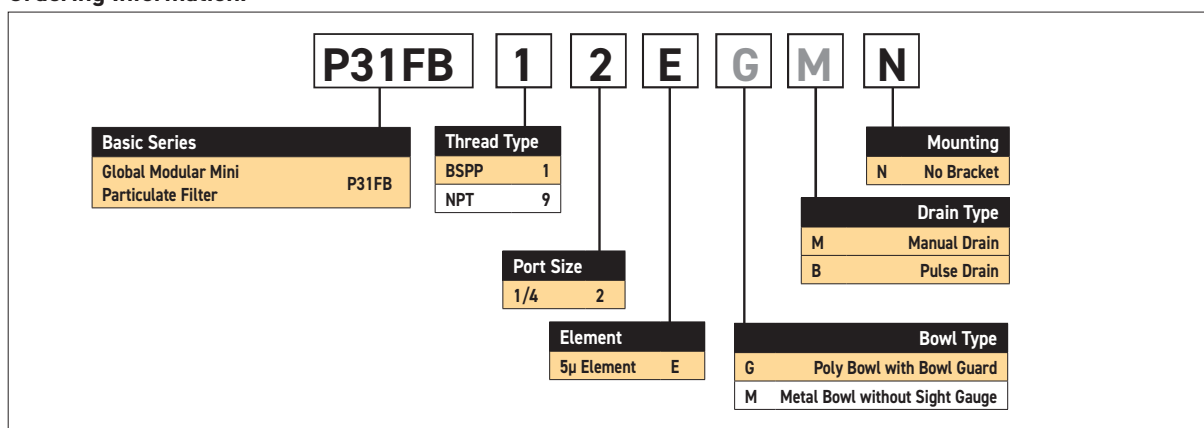 P31FB 1 2 E G M N
Basic Series
Global Modular Mini
Particulate Filter P31FB
Thread Type
BSPP 1
NPT 9
Mounting
N No Bracket
Drain Type
M Manual Drain
B Pulse Drain
Port Size
1/4 2
Element
5μ Element E
Bowl Type
G Poly Bowl with Bowl Guard
M Metal Bowl without Sight Gauge